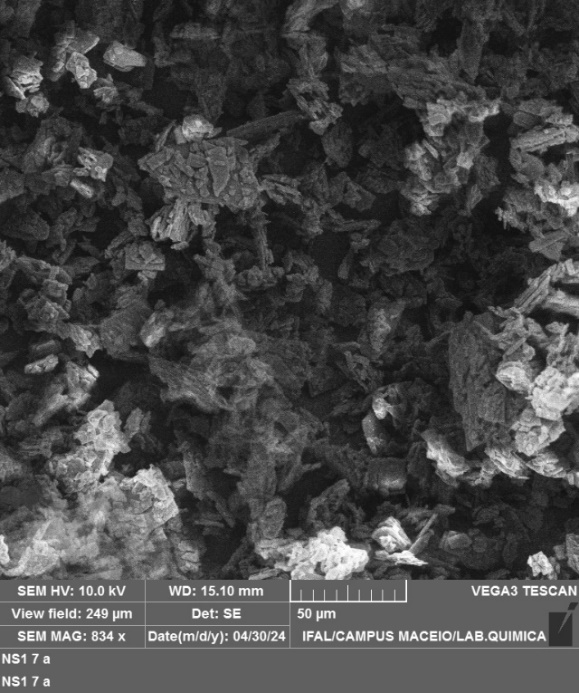 SEM HV: 10.0 kV
WD: 15.10 mm
VEGA3 TESCAN
View field: 249 µm
Det: SE
50 µm
SEM MAG: 834 x
Date(m/d/y): 04/30/24
IFAL/CAMPUS MACEIO/LAB.QUIMICA
NS1 7 a
NS1 7 a